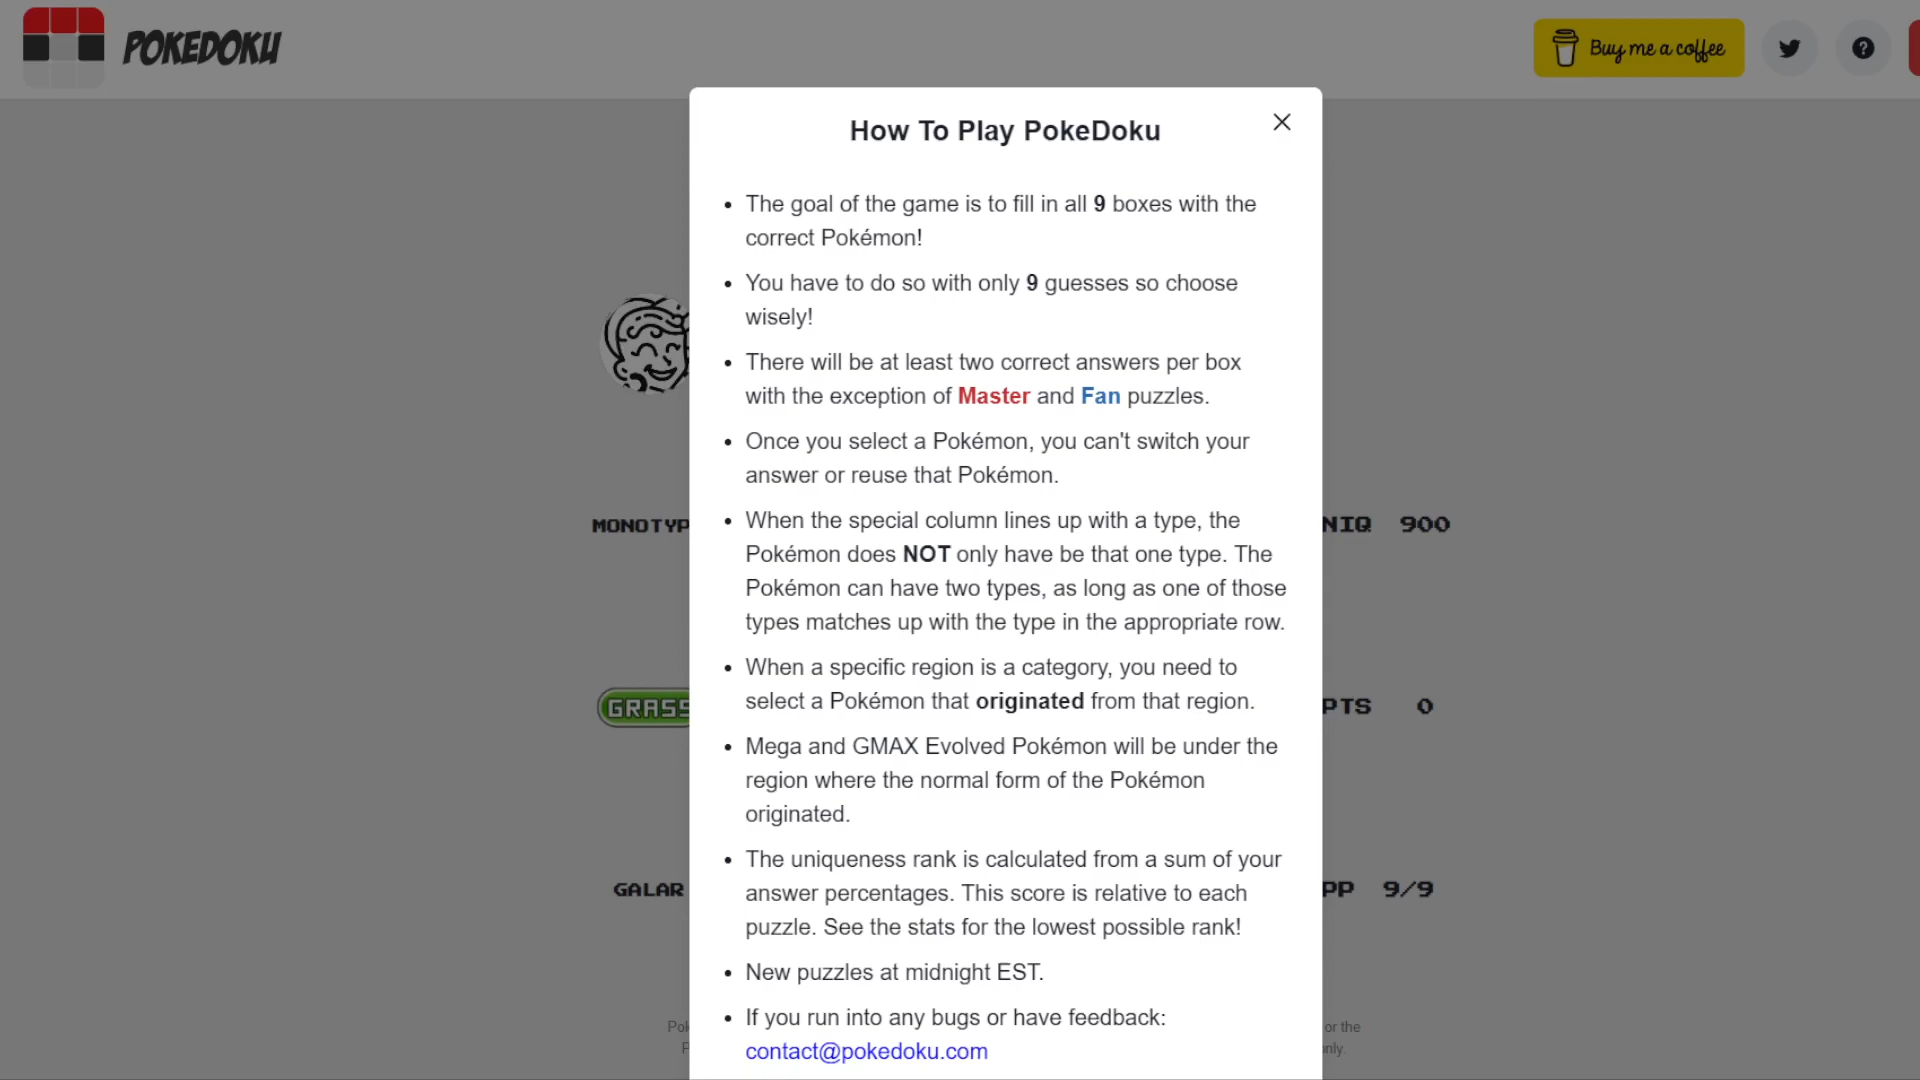 POKEDOKU
Buy me a coffee
How To Play PokeDoku
• The goal of the game is to fill in all 9 boxes with the
correct Pokémon!
• You have to do so with only 9 guesses so choose
wisely!
• There will be at least two correct answers per box
with the exception of Master and Fan puzzles.
• Once you select a Pokémon, you can't switch your
answer or reuse that Pokémon.
• When the special column lines up with a type, the
Pokémon does NOT only have be that one type. The
Pokémon can have two types, as long as one of those
types matches up with the type in the appropriate row.
• When a specific region is a category, you need to
select a Pokémon that originated from that region.
• Mega and GMAX Evolved Pokémon will be under the
region where the normal form of the Pokémon
originated.
• The uniqueness rank is calculated from a sum of your
answer percentages. This score is relative to each
puzzle. See the stats for the lowest possible rank!
• New puzzles at midnight EST.
• If you run into any bugs or have feedback:
contact@pokedoku.com
MONOTYP
NIQ 900
GRASS
PTS 0
GALAR
PP 9/9
or the
only.